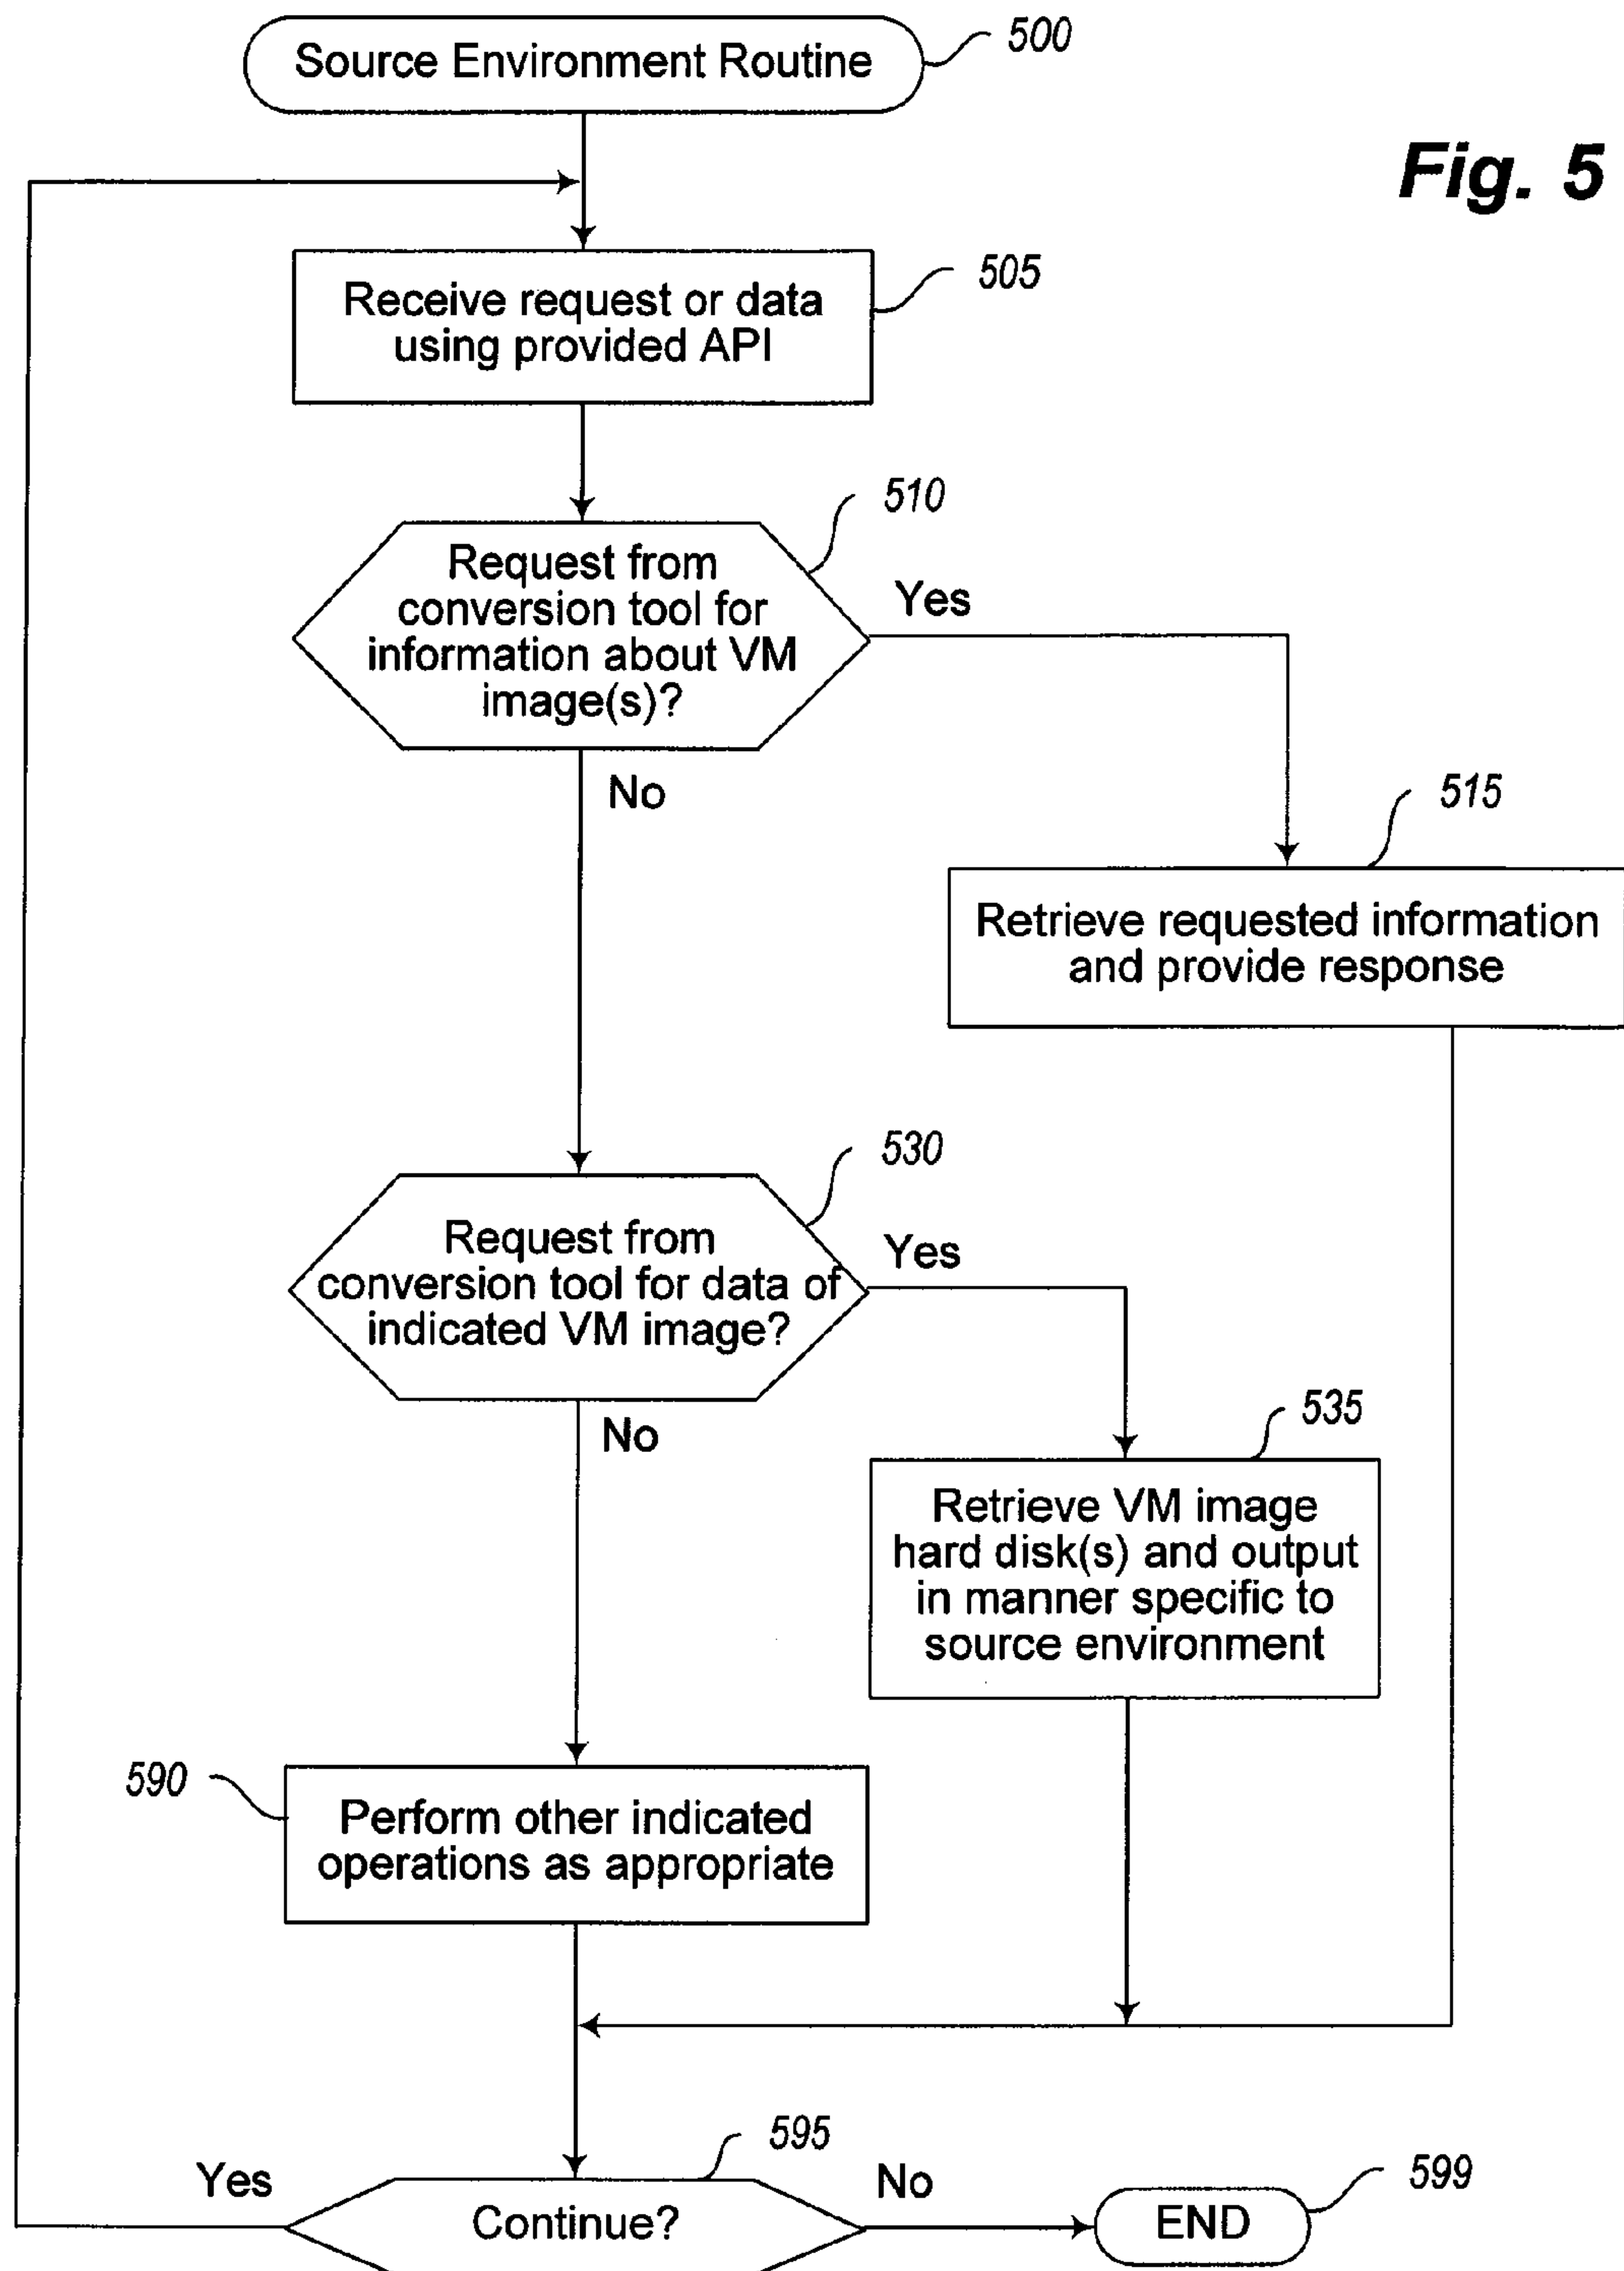 Source Environment Routine
500
Fig. 5
Receive request or data
using provided API
505
Request from
conversion tool for
information about VM
image(s)?
510
Yes
No
515
Retrieve requested information
and provide response
530
Request from
conversion tool for data of
indicated VM image?
Yes
No
535
Retrieve VM image
hard disk(s) and output
in manner specific to
source environment
590
Perform other indicated
operations as appropriate
595
Yes
Continue?
No
END
599